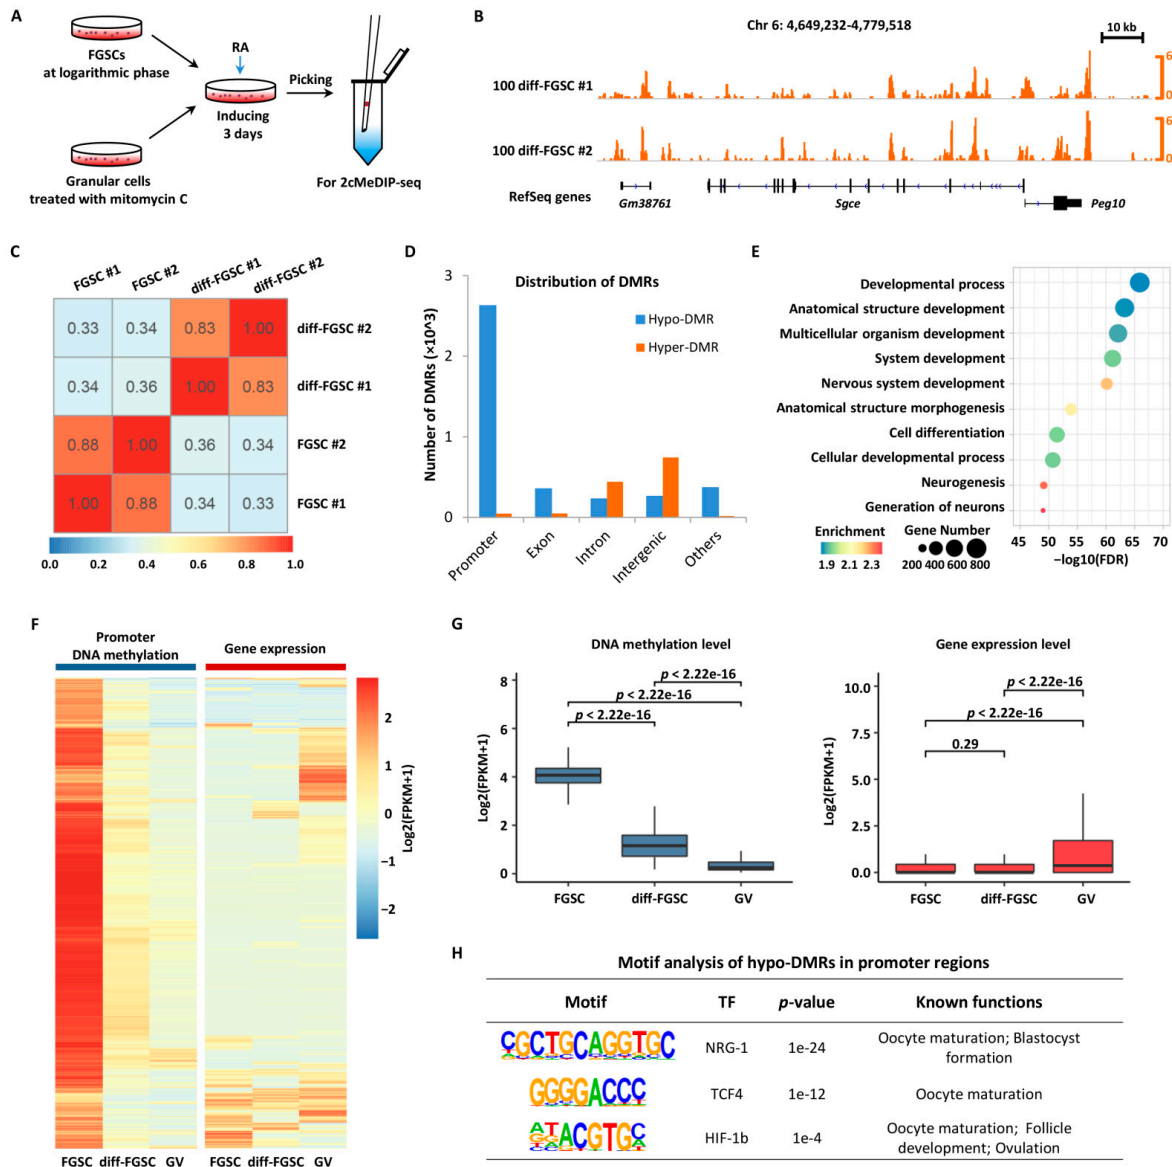 A
FGSCs
at logarithmic phase
RA
Inducing
3 days
Picking
Granular cells
treated with mitomycin C
For 2cMeDIP-seq
B
Chr 6: 4,649,232-4,779,518
10 kb
100 diff-FGSC #1
6
0
100 diff-FGSC #2
6
0
RefSeq genes
Gm38761
Sgce
Peg10
C
FGSC #1
FGSC #2
diff-FGSC #1
diff-FGSC #2
0.33 0.34 0.83 1.00 diff-FGSC #2
0.34 0.36 1.00 0.83 diff-FGSC #1
0.88 1.00 0.36 0.34 FGSC #2
1.00 0.88 0.34 0.33 FGSC #1
0.0 0.2 0.4 0.6 0.8 1.0
D
Distribution of DMRs
Hypo-DMR
Hyper-DMR
Number of DMRs (×10^3)
3
2
1
0
Promoter
Exon
Intron
Intergenic
Others
E
Developmental process
Anatomical structure development
Multicellular organism development
System development
Nervous system development
Anatomical structure morphogenesis
Cell differentiation
Cellular developmental process
Neurogenesis
Generation of neurons
45 50 55 60 65 70
−log10(FDR)
Enrichment
1.9 2.1 2.3
Gene Number
200 400 600 800
F
Promoter
DNA methylation
Gene expression
2
1
0
−1
−2
Log2(FPKM+1)
FGSC diff-FGSC GV FGSC diff-FGSC GV
G
DNA methylation level
p < 2.22e-16
p < 2.22e-16
p < 2.22e-16
Log2(FPKM+1)
8
6
4
2
0
FGSC diff-FGSC GV
Gene expression level
p < 2.22e-16
p < 2.22e-16
0.29
Log2(FPKM+1)
10.0
7.5
5.0
2.5
0.0
FGSC diff-FGSC GV
H
Motif analysis of hypo-DMRs in promoter regions
Motif TF p-value Known functions
CGCTGCAGGTGC NRG-1 1e-24 Oocyte maturation; Blastocyst
formation
GGGGACCC TCF4 1e-12 Oocyte maturation
ACGTG HIF-1b 1e-4 Oocyte maturation; Follicle
development; Ovulation